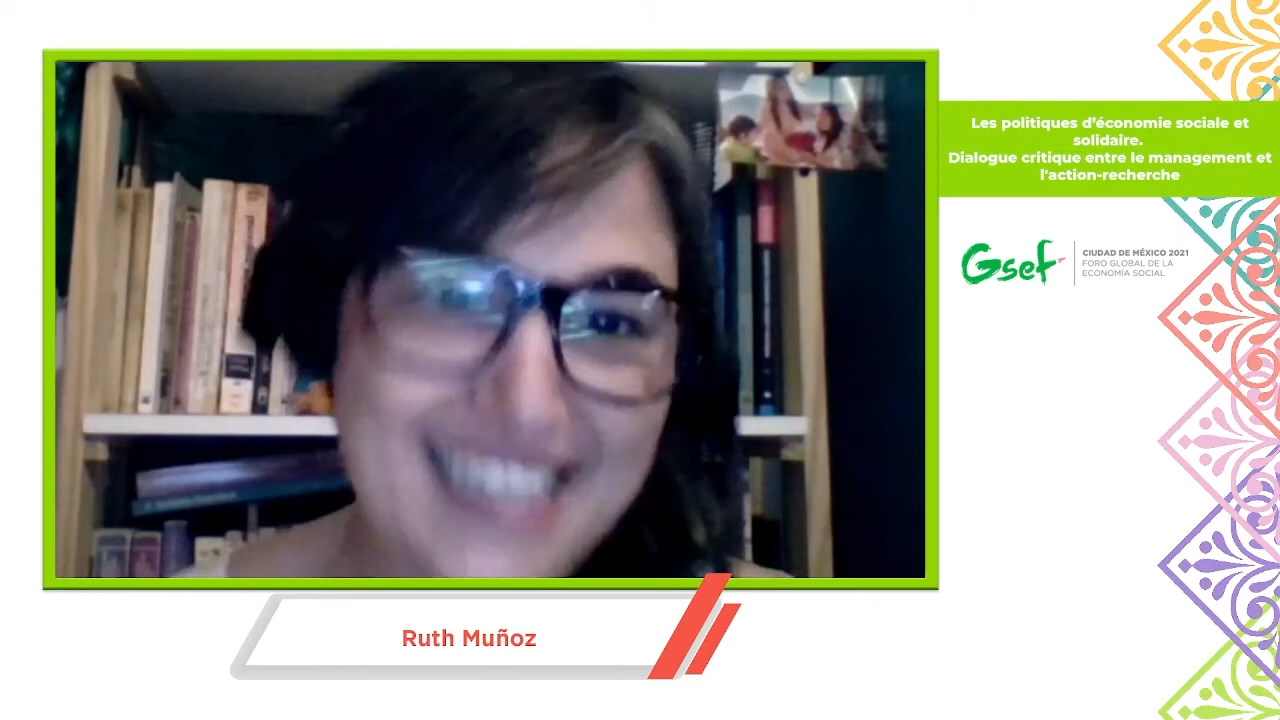 Les politiques d'économie sociale et
solidaire.
Dialogue critique entre le management et
l'action-recherche
Gsef
CIUDAD DE MÉXICO 2021
FORO GLOBAL DE LA
ECONOMÍA SOCIAL
Ruth Muñoz